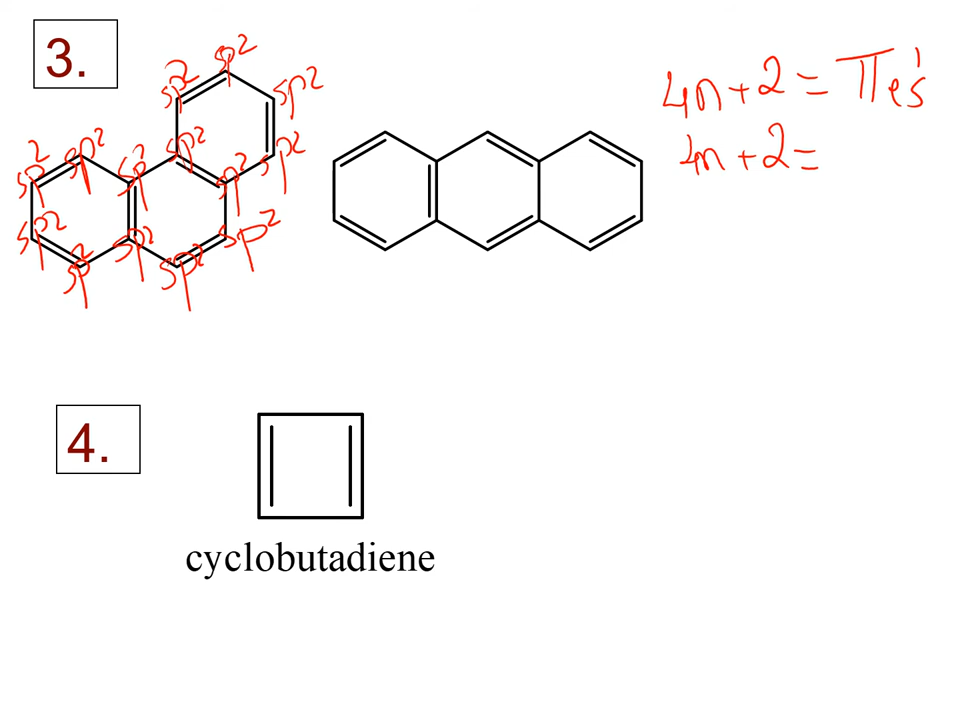 3.
sp² sp² sp²
sp² sp² sp² sp² sp² sp²
sp² sp² sp² sp² sp²
4n + 2 = πe's
4n + 2 =
4.
cyclobutadiene